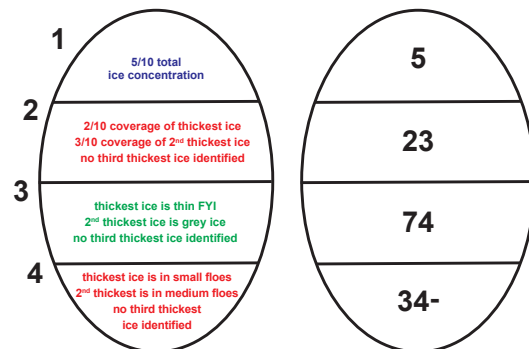 1
5/10 total
ice concentration
2
2/10 coverage of thickest ice
3/10 coverage of 2nd thickest ice
no third thickest ice identified
3
thickest ice is thin FYI
2nd thickest ice is grey ice
no third thickest ice identified
4
thickest ice is in small floes
2nd thickest is in medium floes
no third thickest
ice identified
5
23
74
34-